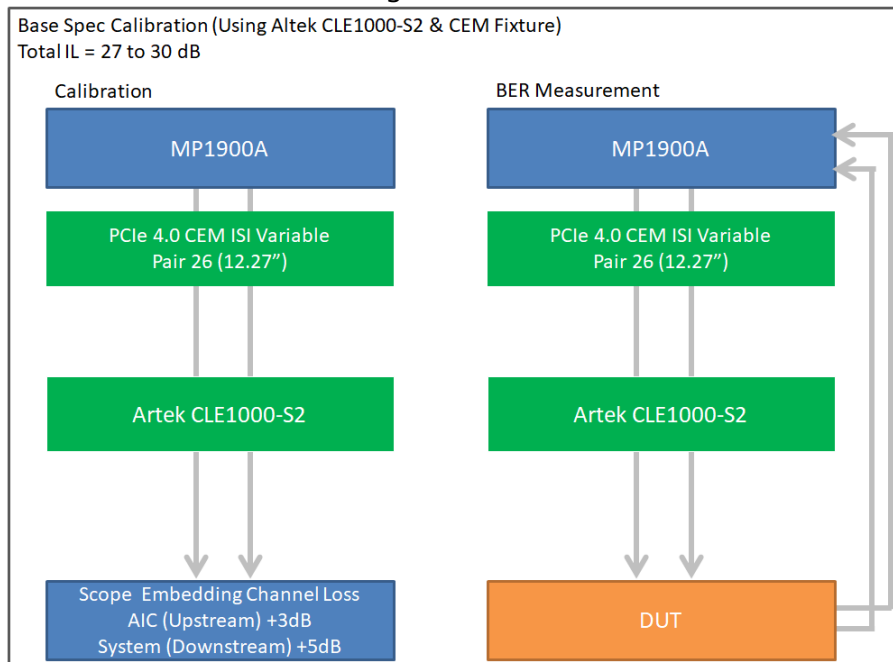 Base Spec Calibration (Using Altek CLE1000-S2 & CEM Fixture)
Total IL = 27 to 30 dB
Calibration
MP1900A
PCIe 4.0 CEM ISI Variable
Pair 26 (12.27”)
Artek CLE1000-S2
Scope Embedding Channel Loss
AIC (Upstream) +3dB
System (Downstream) +5dB
BER Measurement
MP1900A
PCIe 4.0 CEM ISI Variable
Pair 26 (12.27”)
Artek CLE1000-S2
DUT